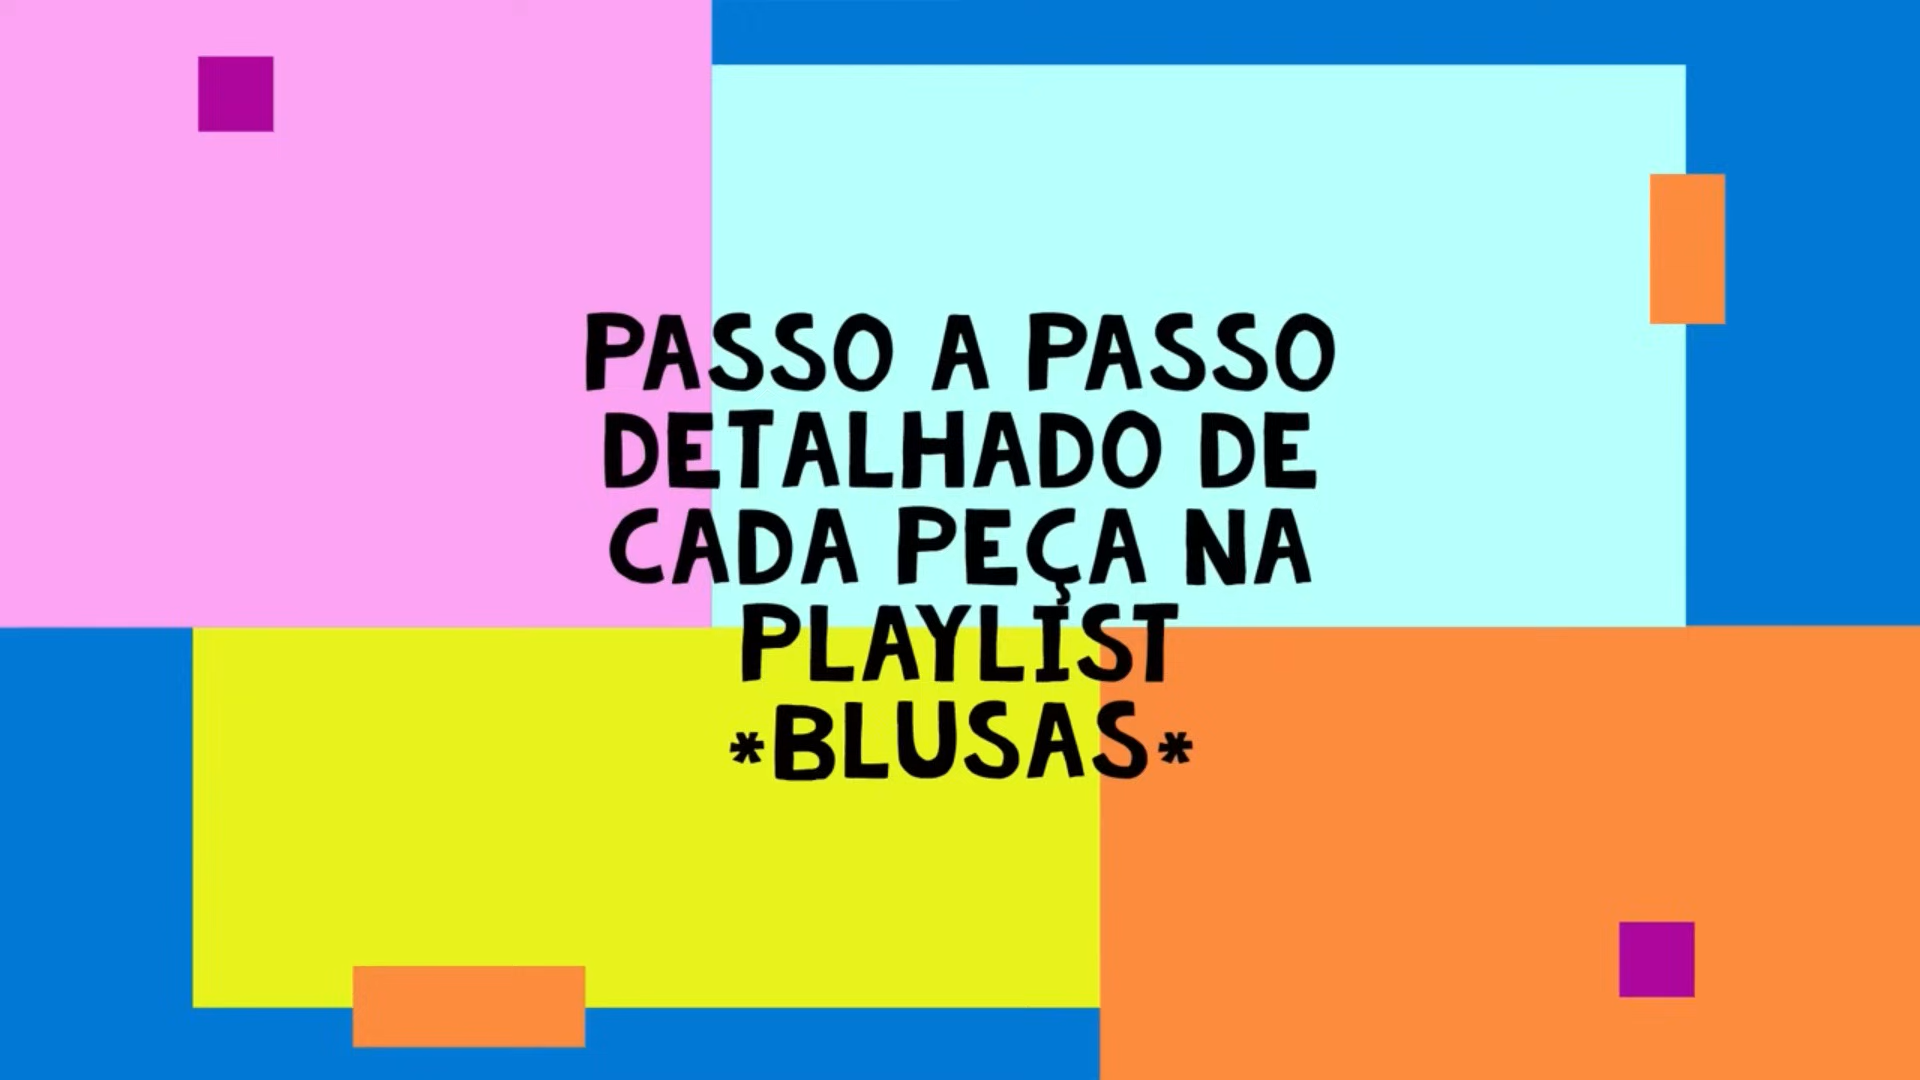 PASSO A PASSO
DETALHADO DE
CADA PEÇA NA
PLAYLIST
*BLUSAS*